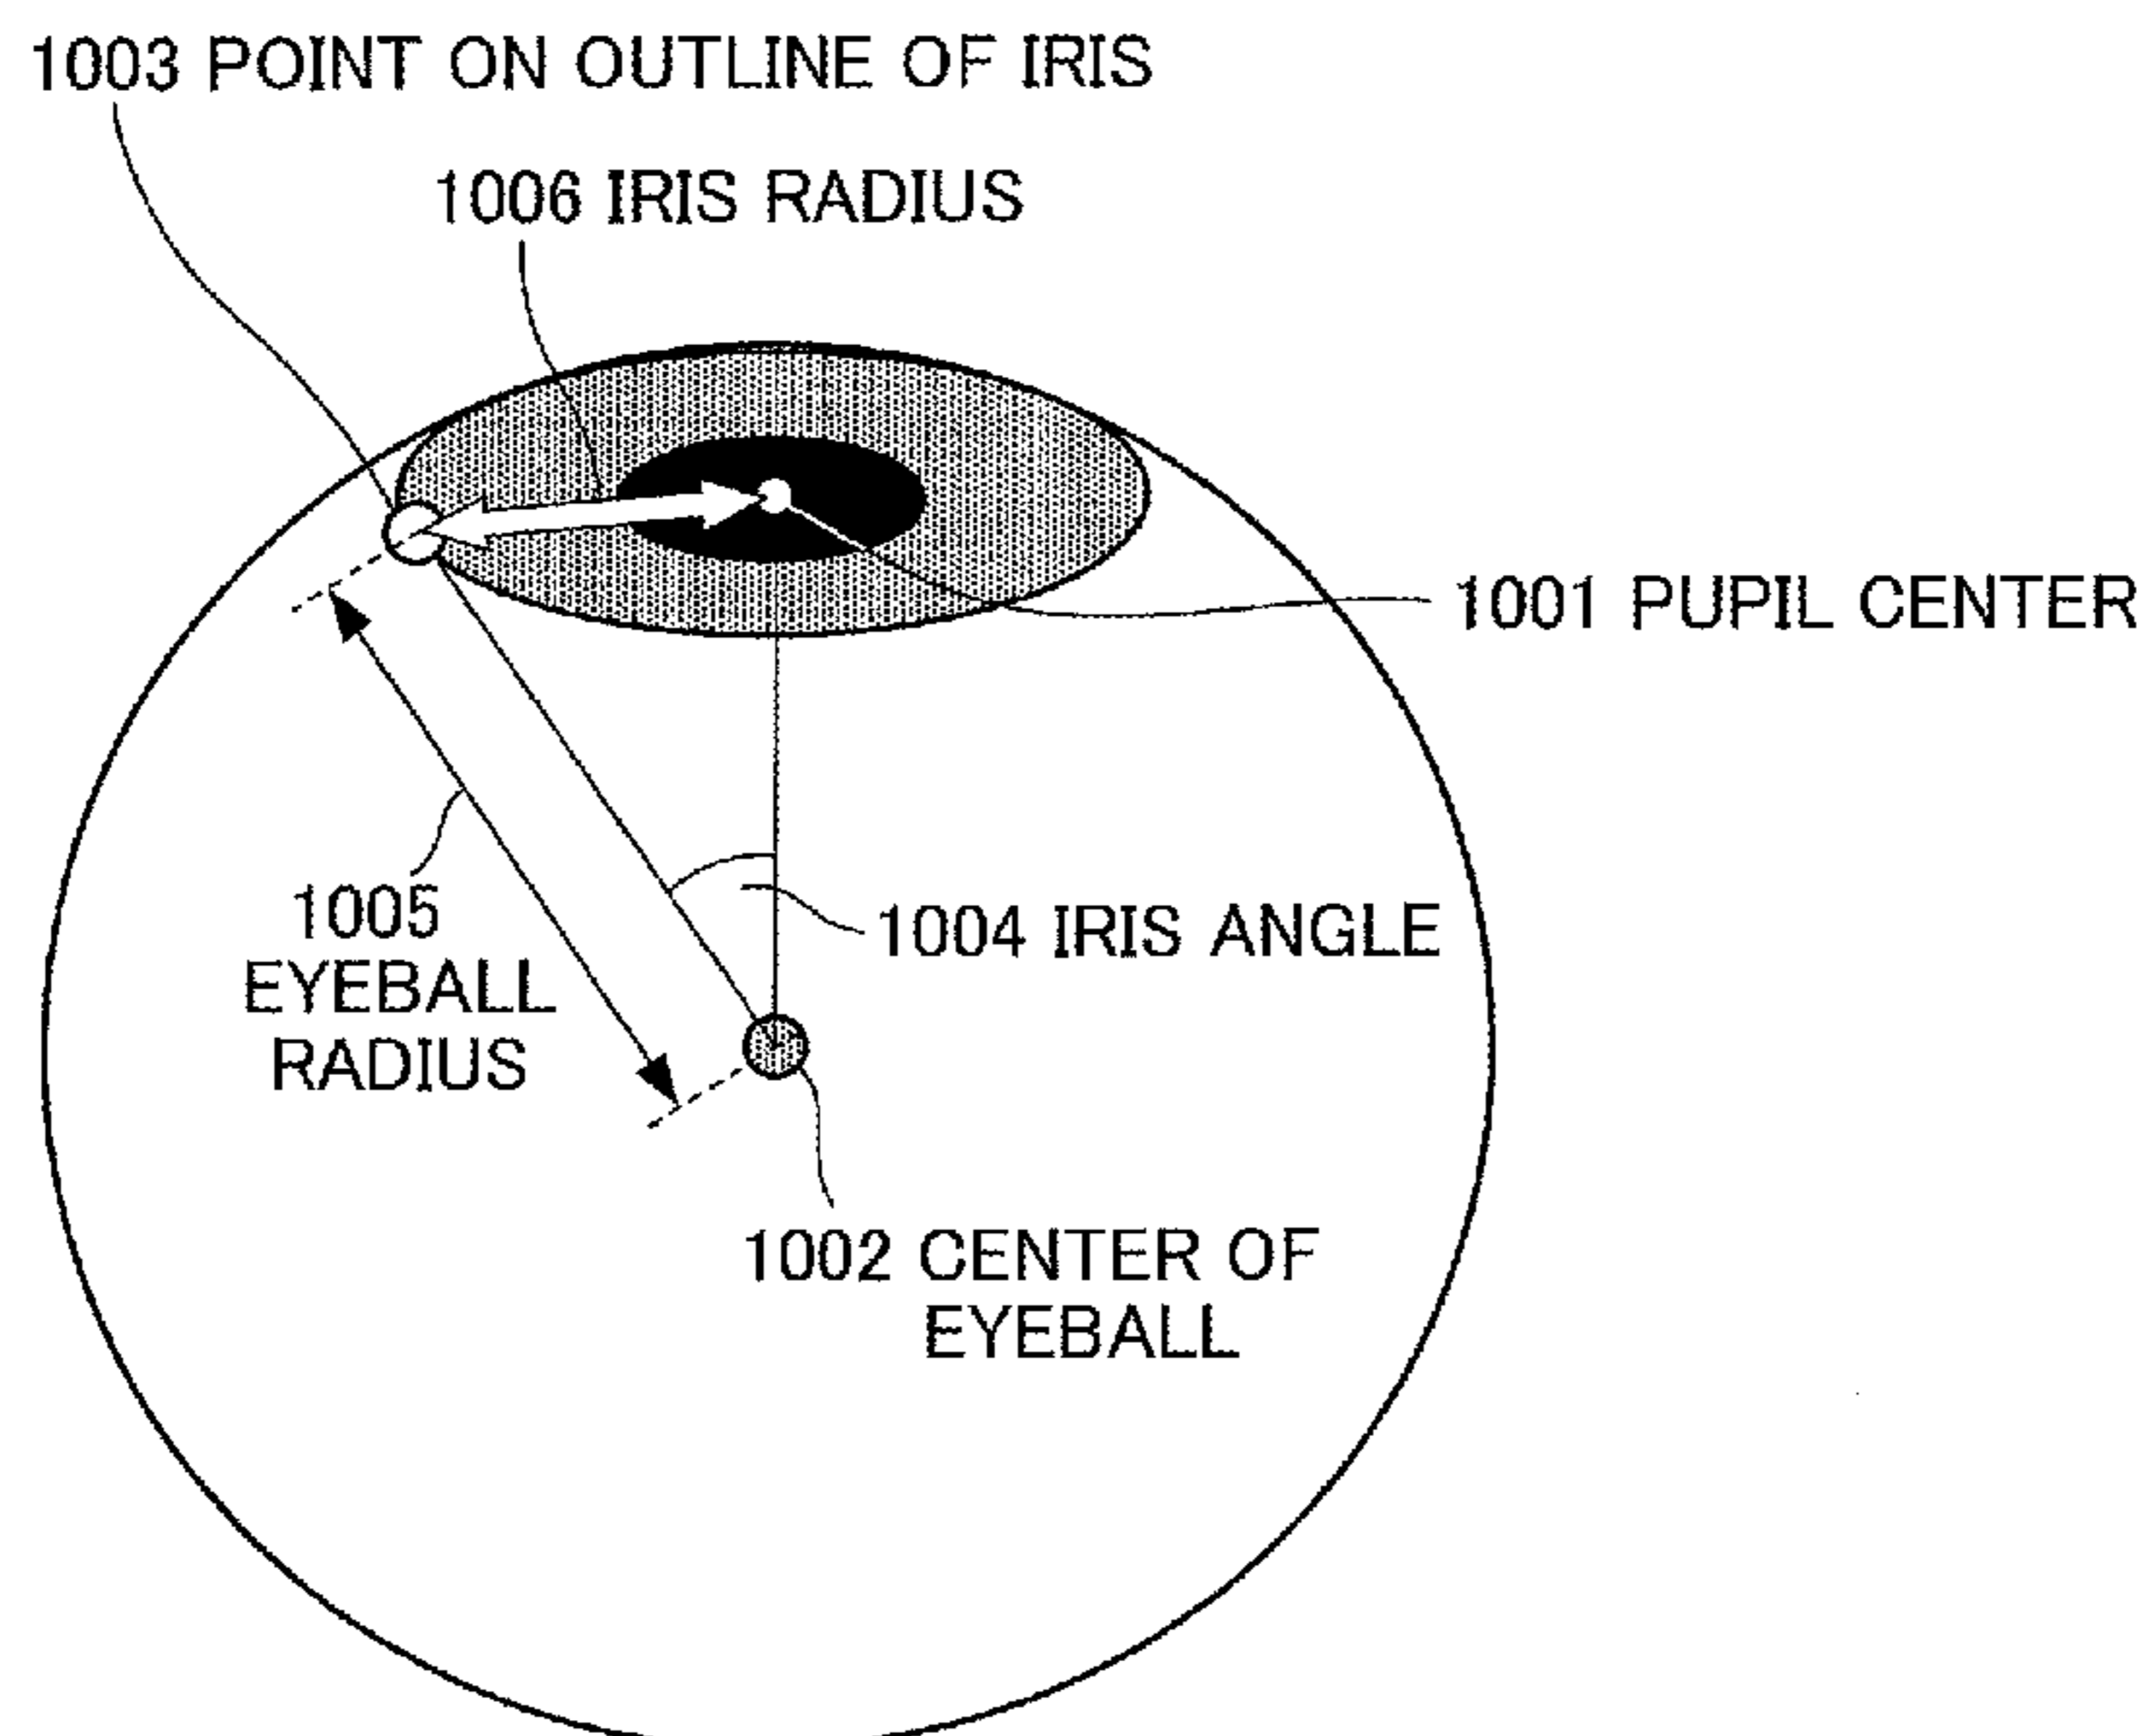 1003 POINT ON OUTLINE OF IRIS
1006 IRIS RADIUS
1001 PUPIL CENTER
1005
EYEBALL
RADIUS
1004 IRIS ANGLE
1002 CENTER OF
EYEBALL